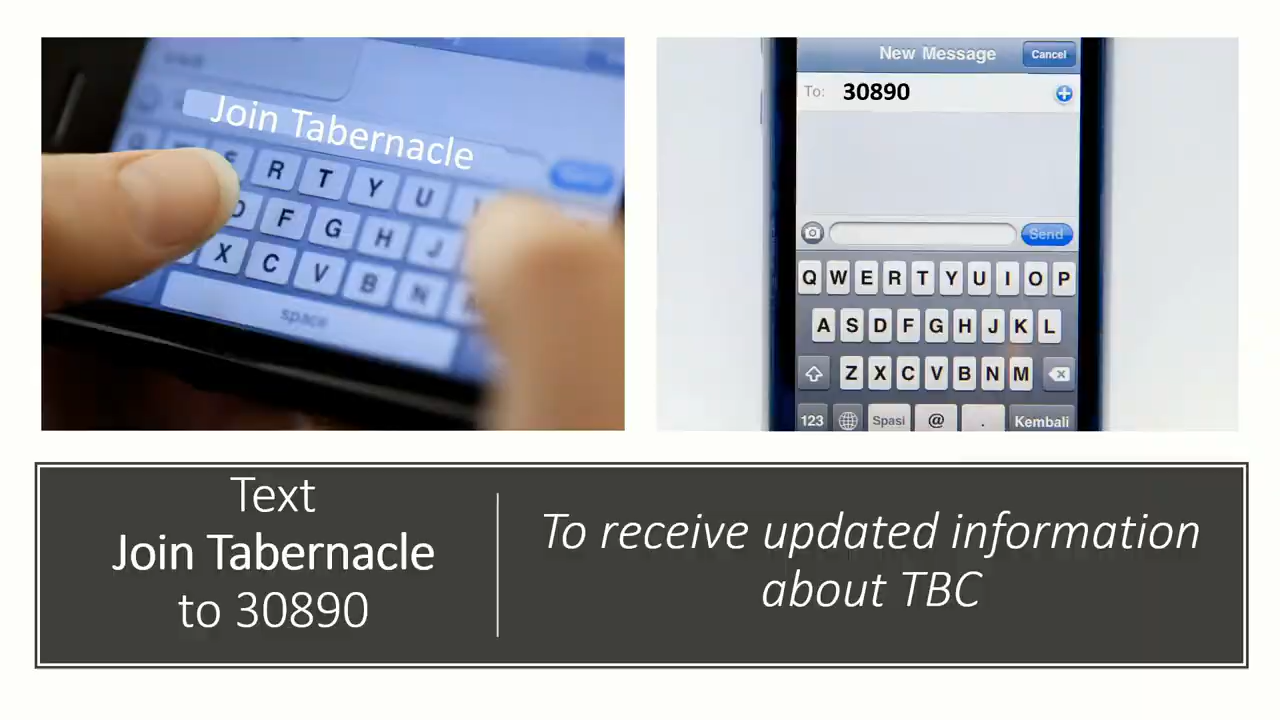 Join Tabernacle
R T Y U
D F G H J
X C V B N
space
New Message Cancel
To: 30890
Send
Q W E R T Y U I O P
A S D F G H J K L
Z X C V B N M
123 Spasi @ . Kembali
Text
Join Tabernacle
to 30890
To receive updated information
about TBC